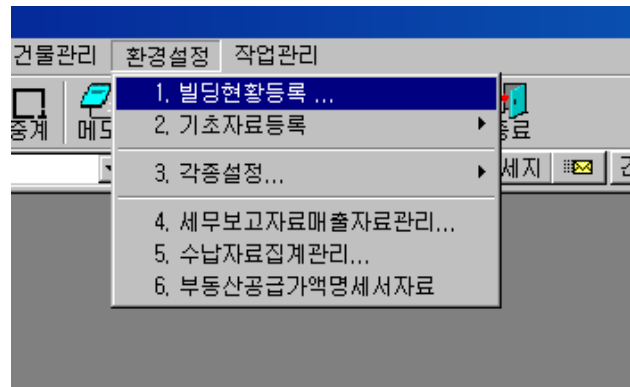 건물관리 환경설정 작업관리
1. 빌딩현황등록 ...
2. 기초자료등록
3. 각종설정...
4. 세무보고자료매출자료관리...
5. 수납자료집계관리...
6. 부동산공급가액명세서자료
중계